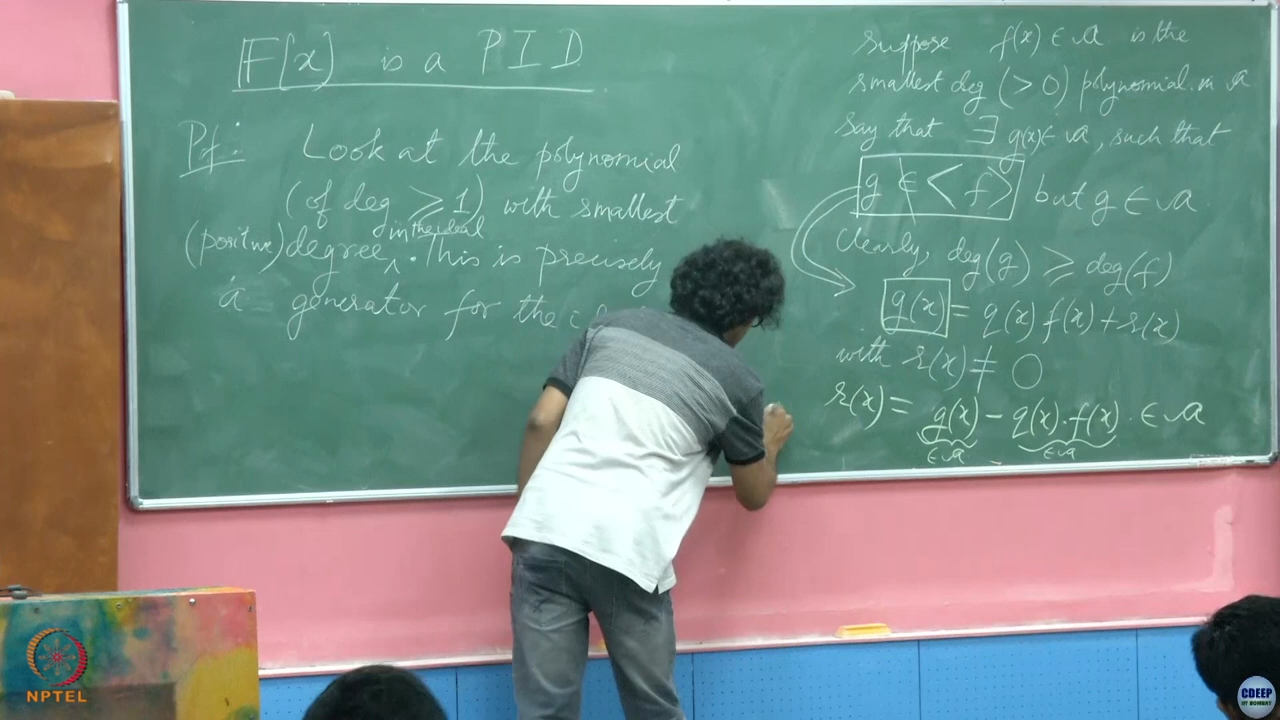 𝔽[x] is a PID
Pf: Look at the polynomial
(of deg ⩾ 1) with smallest
(positive) degree in the ideal. This is precisely
a generator for the
suppose f(x) ∈ 𝔞 is the
smallest deg (>0) polynomial in 𝔞
Say that ∃ g(x) ∈ 𝔞, such that
g ∉ <f> but g ∈ 𝔞
Clearly, deg(g) ⩾ deg(f)
g(x) = q(x) f(x) + r(x)
with r(x) ≠ 0
r(x) = g(x) − q(x).f(x). ∈ 𝔞
∈ 𝔞 ∈ 𝔞
NPTEL
CDEEP
IIT BOMBAY